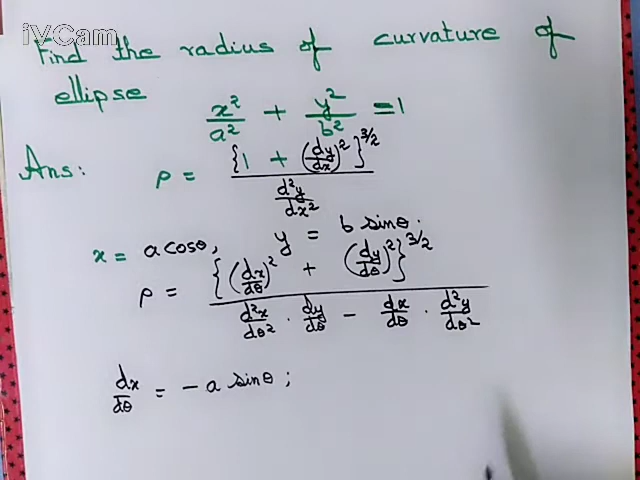 iVCam
Find the radius of curvature of
ellipse x²/a² + y²/b² = 1
Ans: ρ = {1 + (dy/dx)²}^3/2 / d²y/dx²
x = a cosθ, y = b sinθ.
ρ = {(dx/dθ)² + (dy/dθ)²}^3/2 / d²x/dθ² · dy/dθ − dx/dθ · d²y/dθ²
dx/dθ = − a sinθ ;